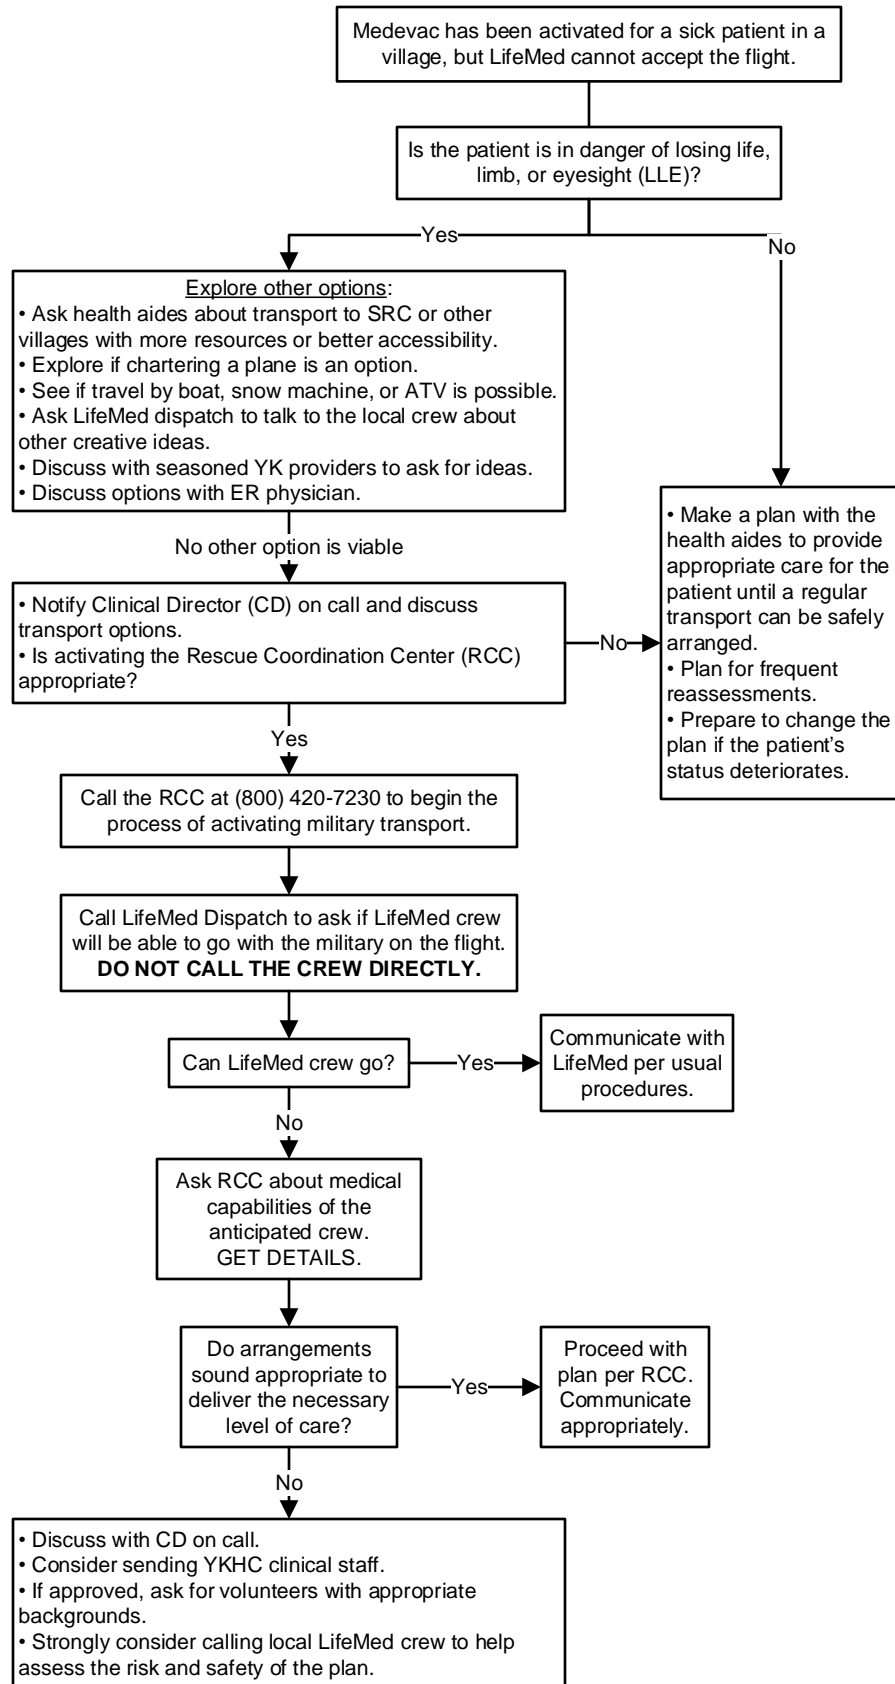 Medevac has been activated for a sick patient in a
village, but LifeMed cannot accept the flight.
Is the patient is in danger of losing life,
limb, or eyesight (LLE)?
Yes
No
Explore other options:
• Ask health aides about transport to SRC or other
villages with more resources or better accessibility.
• Explore if chartering a plane is an option.
• See if travel by boat, snow machine, or ATV is possible.
• Ask LifeMed dispatch to talk to the local crew about
other creative ideas.
• Discuss with seasoned YK providers to ask for ideas.
• Discuss options with ER physician.
• Make a plan with the
health aides to provide
appropriate care for the
patient until a regular
transport can be safely
arranged.
• Plan for frequent
reassessments.
• Prepare to change the
plan if the patient’s
status deteriorates.
No other option is viable
• Notify Clinical Director (CD) on call and discuss
transport options.
• Is activating the Rescue Coordination Center (RCC)
appropriate?
No
Yes
Call the RCC at (800) 420-7230 to begin the
process of activating military transport.
Call LifeMed Dispatch to ask if LifeMed crew
will be able to go with the military on the flight.
DO NOT CALL THE CREW DIRECTLY.
Can LifeMed crew go?
Yes
Communicate with
LifeMed per usual
procedures.
No
Ask RCC about medical
capabilities of the
anticipated crew.
GET DETAILS.
Do arrangements
sound appropriate to
deliver the necessary
level of care?
Yes
Proceed with
plan per RCC.
Communicate
appropriately.
No
• Discuss with CD on call.
• Consider sending YKHC clinical staff.
• If approved, ask for volunteers with appropriate
backgrounds.
• Strongly consider calling local LifeMed crew to help
assess the risk and safety of the plan.